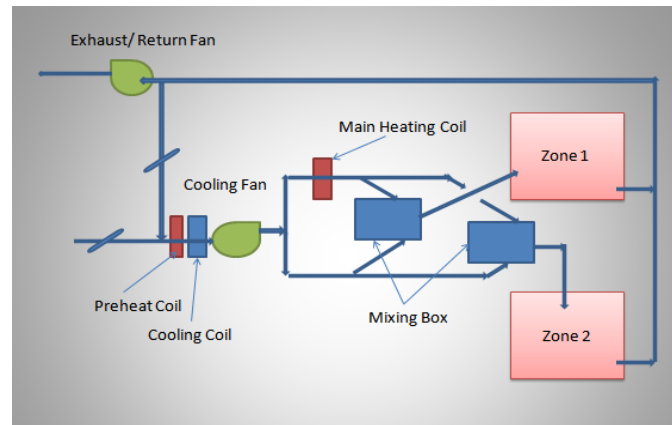 Exhaust/ Return Fan
Main Heating Coil
Zone 1
Cooling Fan
Preheat Coil
Cooling Coil
Mixing Box
Zone 2